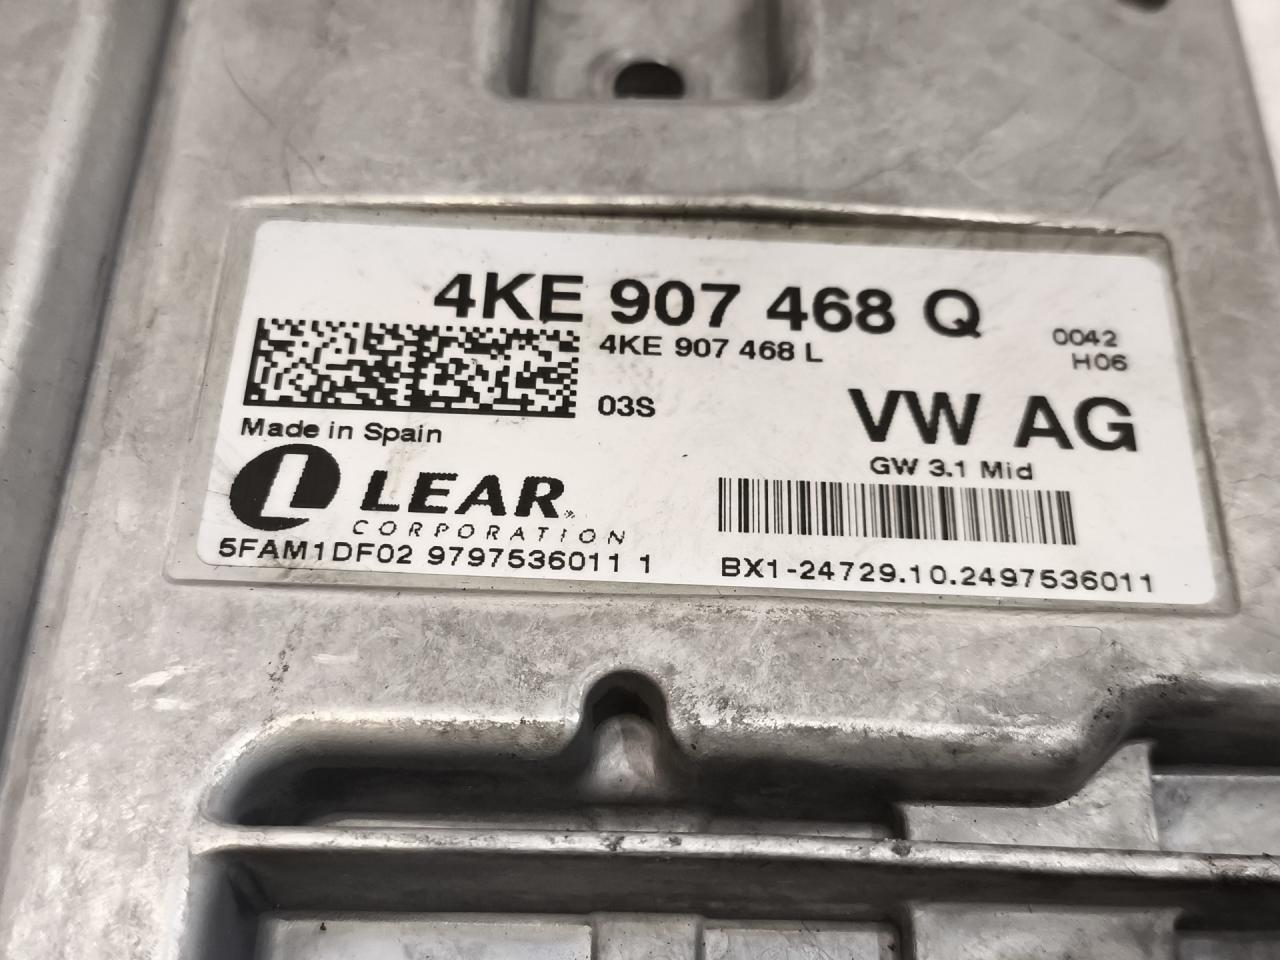 4KE 907 468 Q
4KE 907 468 L
0042
H06
03S
VW AG
Made in Spain
GW 3.1 Mid
LEAR
CORPORATION
5FAM1DF02 9797536011 1
BX1-24729.10.2497536011